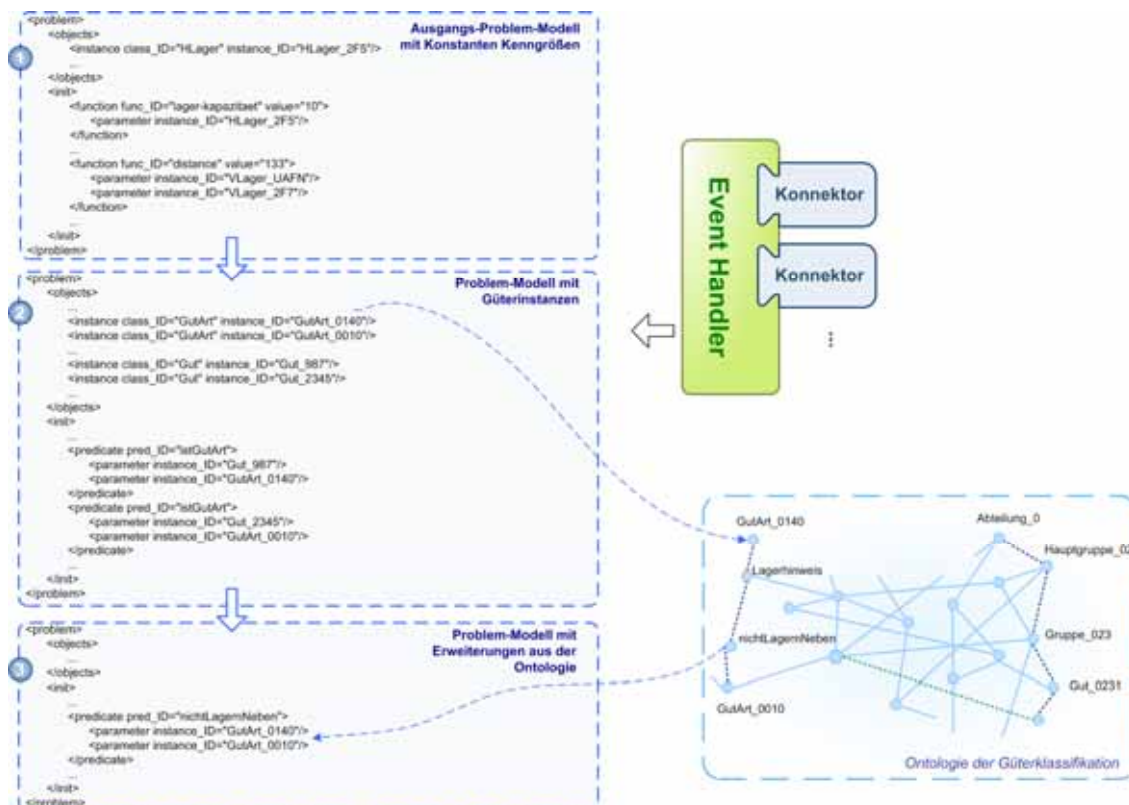 <problem>
<objects>
<instance class_ID="HLager" instance_ID="HLager_2F5"/>
...
</objects>
<init>
<function func_ID="lager-kapazitaet" value="10">
<parameter instance_ID="HLager_2F5"/>
</function>
...
<function func_ID="distance" value="133">
<parameter instance_ID="VLager_UAFN"/>
<parameter instance_ID="VLager_2F7"/>
</function>
...
</init>
</problem>
Ausgangs-Problem-Modell
mit Konstanten Kenngrößen
1
<problem>
<objects>
...
<instance class_ID="GutArt" instance_ID="GutArt_0140"/>
<instance class_ID="GutArt" instance_ID="GutArt_0010"/>
...
<instance class_ID="Gut" instance_ID="Gut_987"/>
<instance class_ID="Gut" instance_ID="Gut_2345"/>
...
</objects>
<init>
...
<predicate pred_ID="istGutArt">
<parameter instance_ID="Gut_987"/>
<parameter instance_ID="GutArt_0140"/>
</predicate>
<predicate pred_ID="istGutArt">
<parameter instance_ID="Gut_2345"/>
<parameter instance_ID="GutArt_0010"/>
</predicate>
...
</init>
</problem>
Problem-Modell mit
Güterinstanzen
2
<problem>
<objects>
...
</objects>
<init>
...
<predicate pred_ID="nichtLagernNeben">
<parameter instance_ID="GutArt_0140"/>
<parameter instance_ID="GutArt_0010"/>
</predicate>
...
</init>
</problem>
Problem-Modell mit
Erweiterungen aus der
Ontologie
3
Event Handler
Konnektor
Konnektor
...
GutArt_0140
Lagerhinweis
nichtLagernNeben
GutArt_0010
Abteilung_0
Hauptgruppe_02
Gruppe_023
Gut_0231
Ontologie der Güterklassifikation